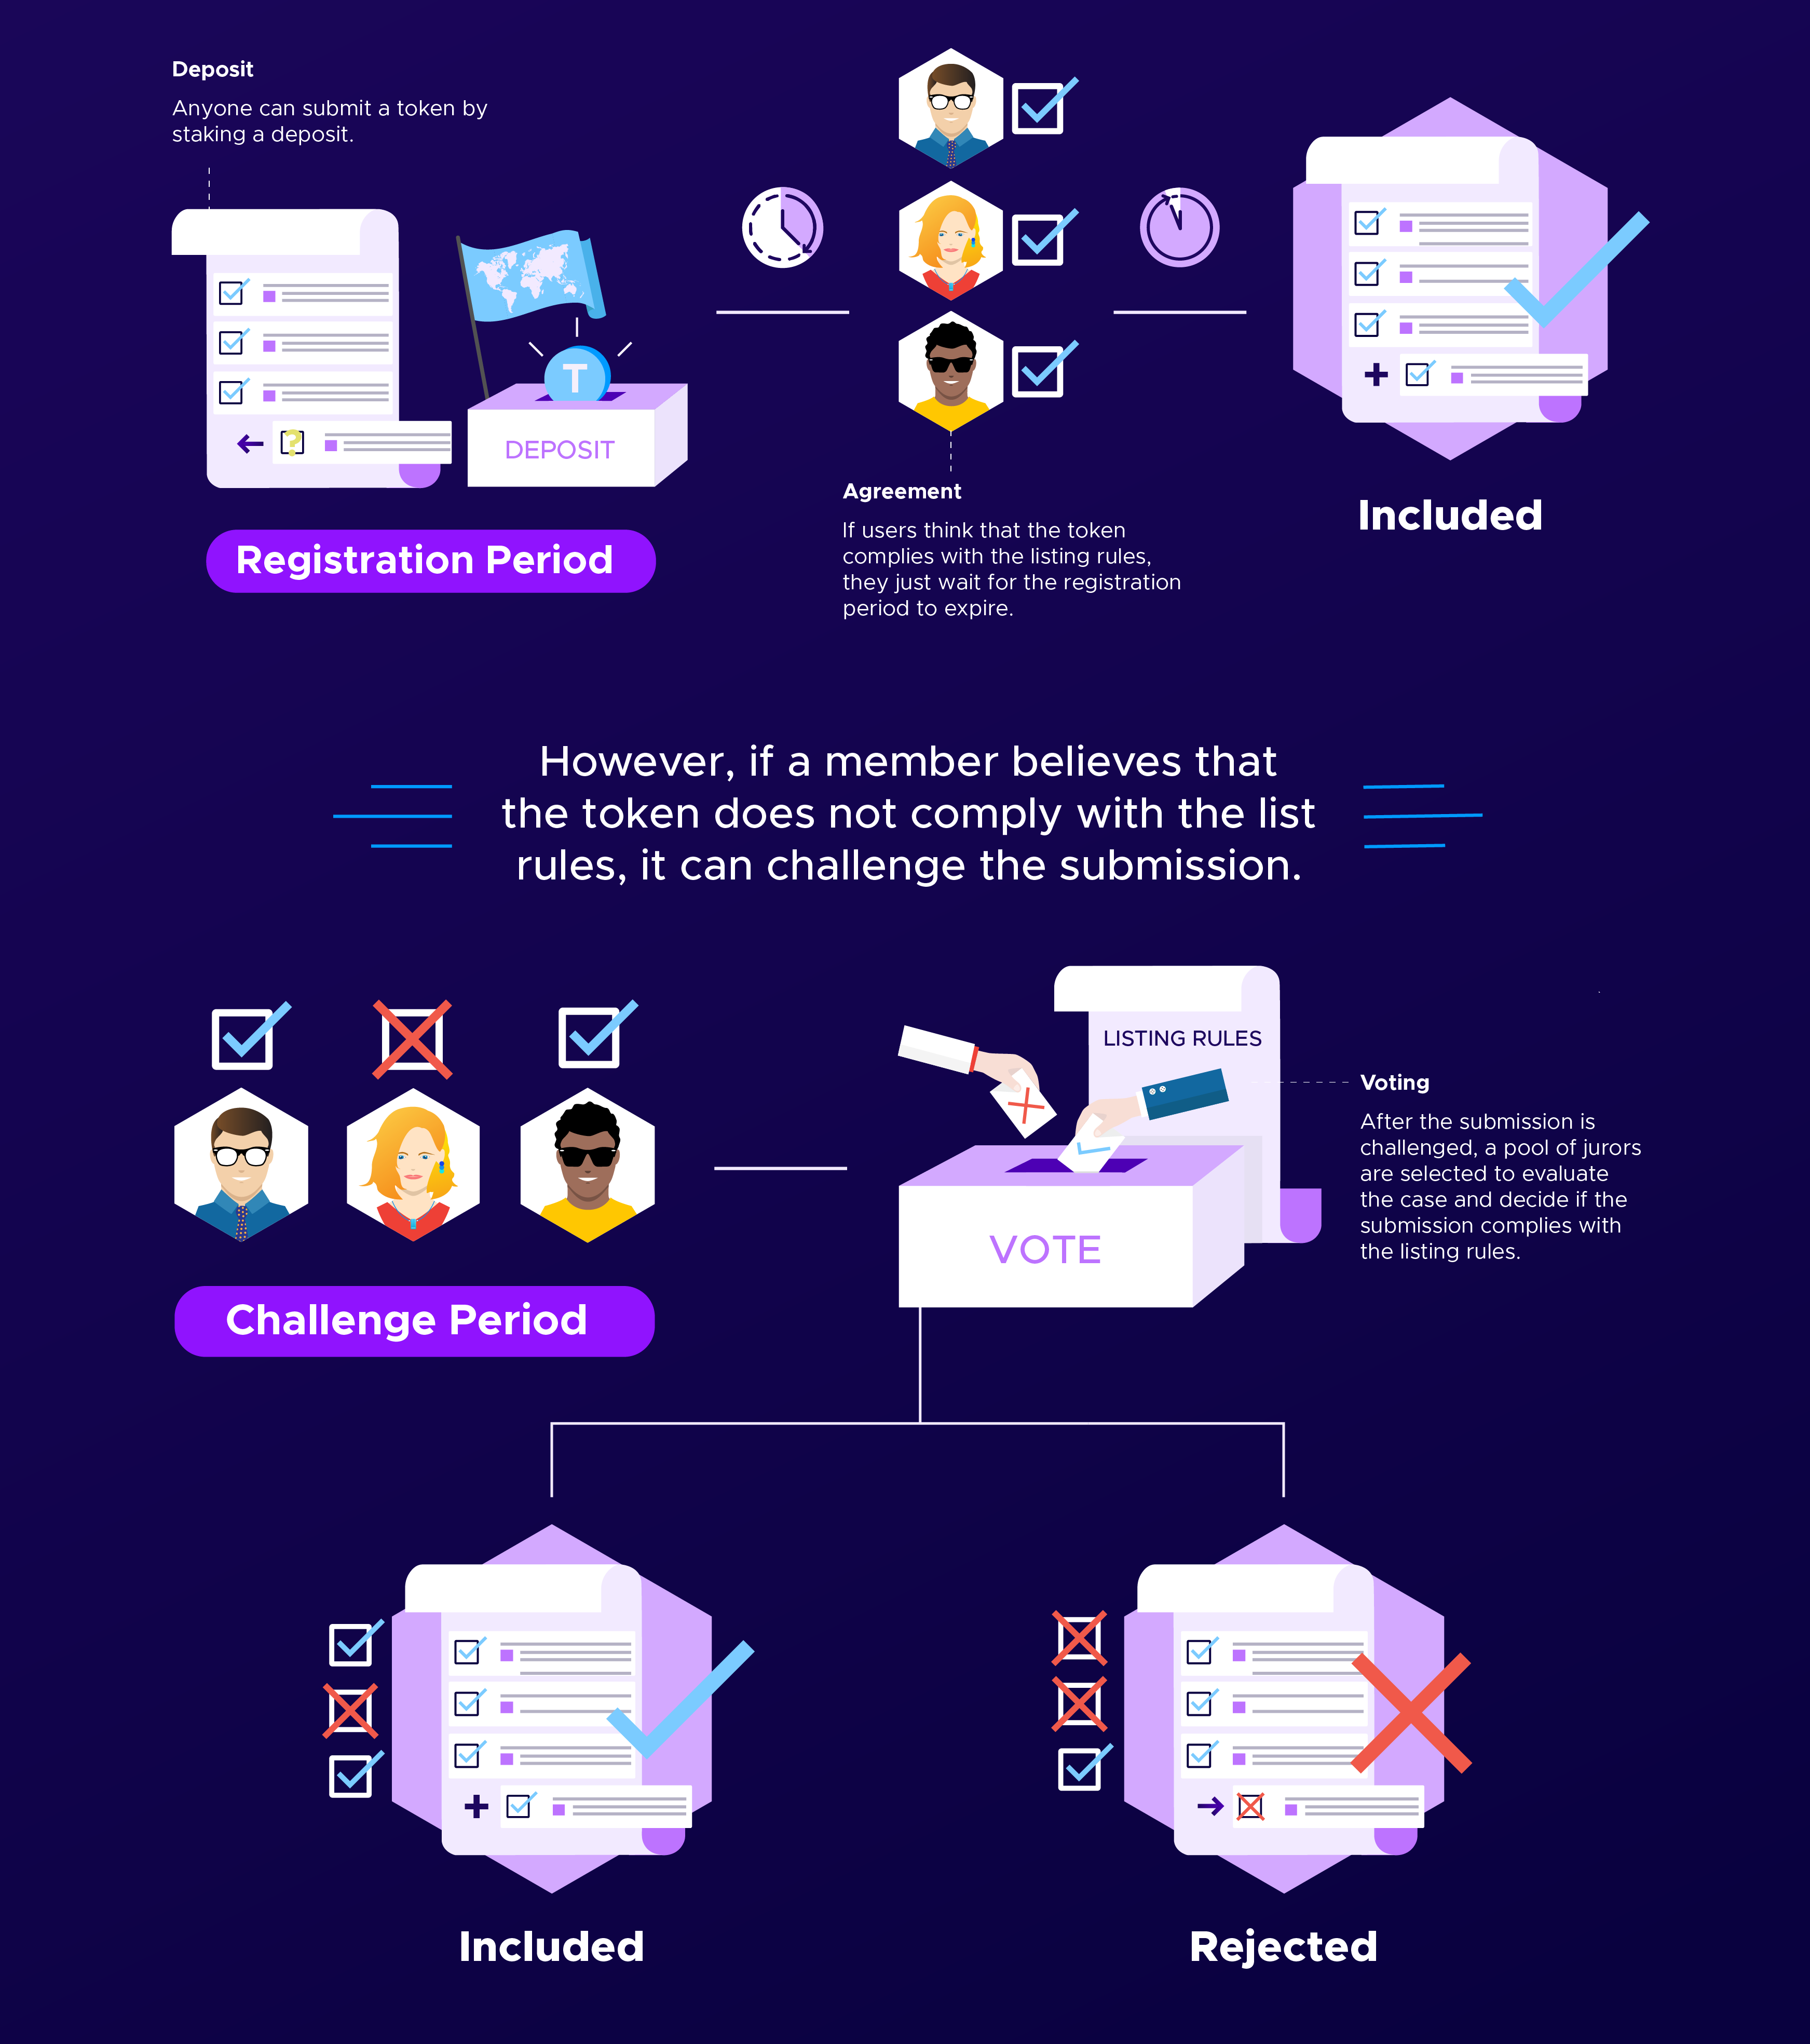 Deposit
Anyone can submit a token by
staking a deposit.
T
DEPOSIT
Registration Period
Agreement
If users think that the token
complies with the listing rules,
they just wait for the registration
period to expire.
Included
However, if a member believes that
the token does not comply with the list
rules, it can challenge the submission.
Challenge Period
LISTING RULES
VOTE
Voting
After the submission is
challenged, a pool of jurors
are selected to evaluate
the case and decide if the
submission complies with
the listing rules.
Included
Rejected